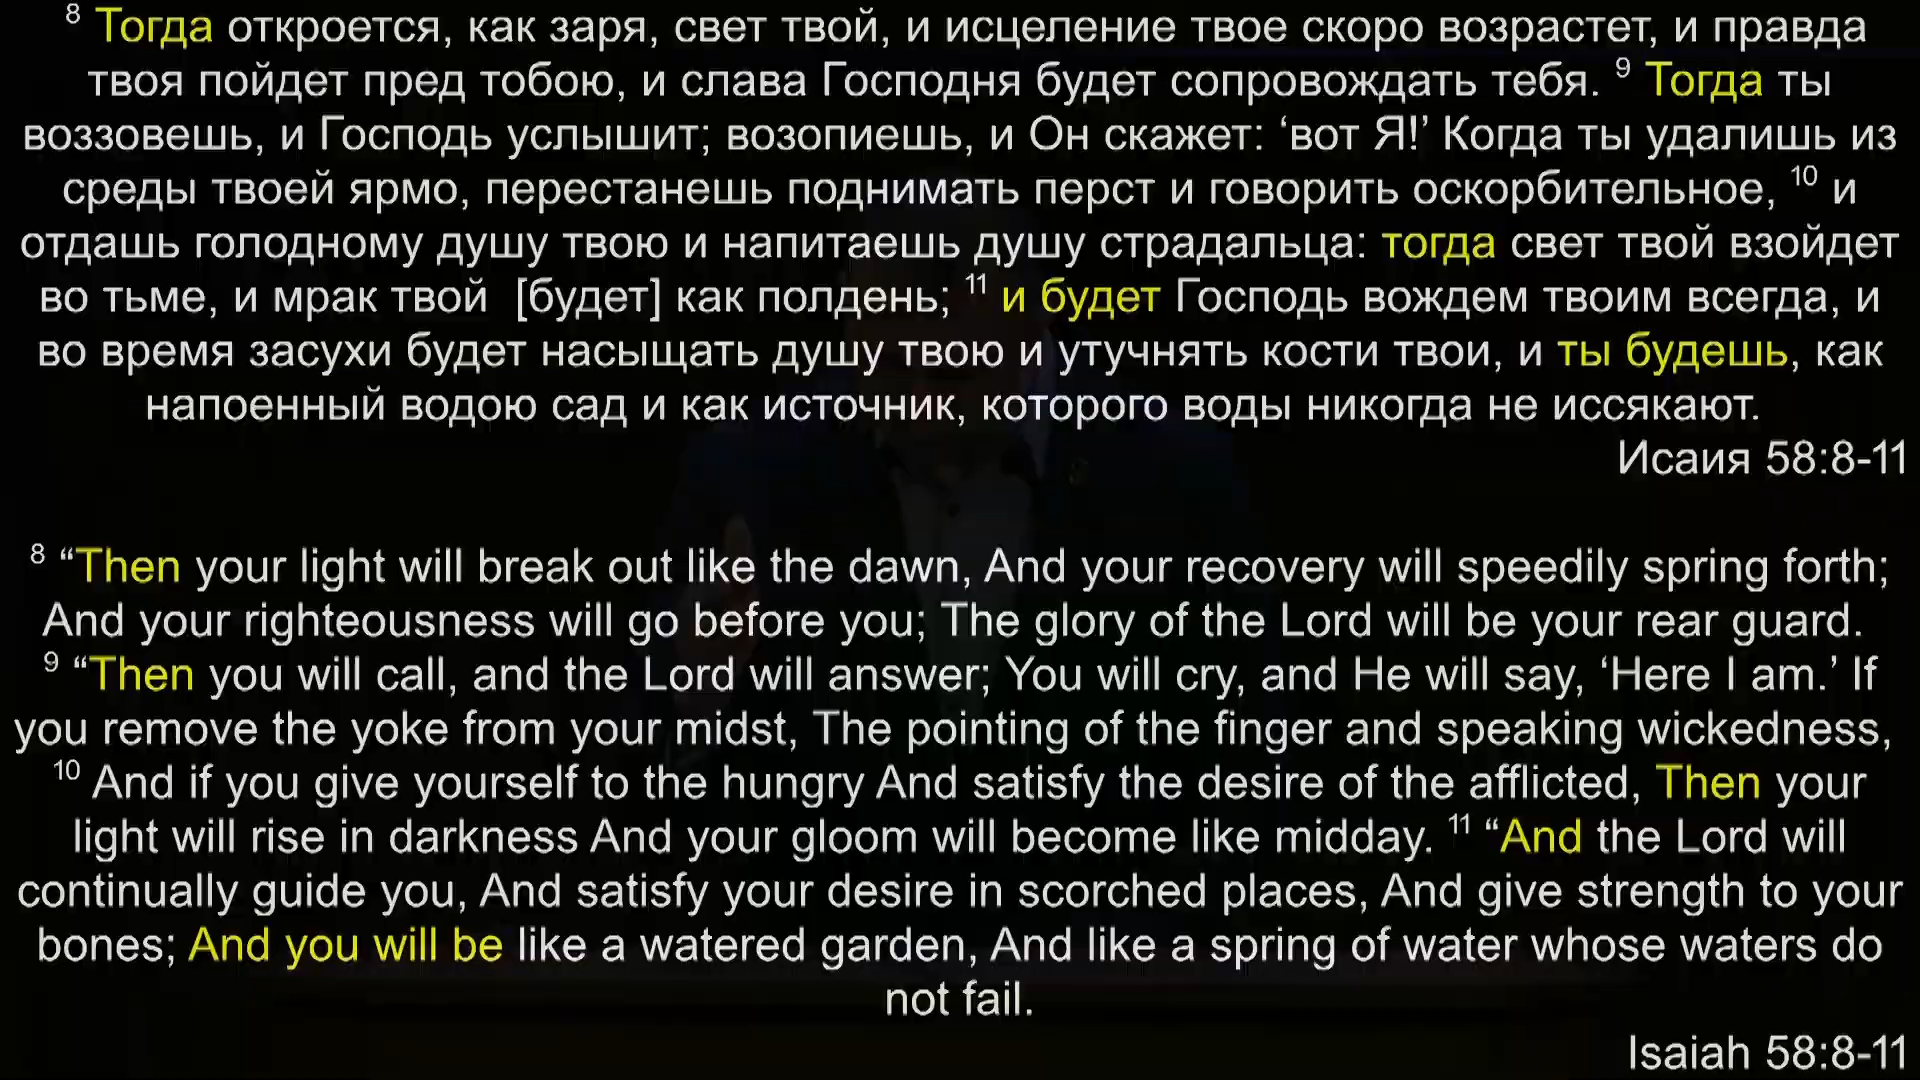 8 Тогда откроется, как заря, свет твой, и исцеление твое скоро возрастет, и правда
твоя пойдет пред тобою, и слава Господня будет сопровождать тебя. 9 Тогда ты
воззовешь, и Господь услышит; возопиешь, и Он скажет: ‘вот Я!’ Когда ты удалишь из
среды твоей ярмо, перестанешь поднимать перст и говорить оскорбительное, 10 и
отдашь голодному душу твою и напитаешь душу страдальца: тогда свет твой взойдет
во тьме, и мрак твой [будет] как полдень; 11 и будет Господь вождем твоим всегда, и
во время засухи будет насыщать душу твою и утучнять кости твои, и ты будешь, как
напоенный водою сад и как источник, которого воды никогда не иссякают.
Исаия 58:8-11
8 “Then your light will break out like the dawn, And your recovery will speedily spring forth;
And your righteousness will go before you; The glory of the Lord will be your rear guard.
9 “Then you will call, and the Lord will answer; You will cry, and He will say, ‘Here I am.’ If
you remove the yoke from your midst, The pointing of the finger and speaking wickedness,
10 And if you give yourself to the hungry And satisfy the desire of the afflicted, Then your
light will rise in darkness And your gloom will become like midday. 11 “And the Lord will
continually guide you, And satisfy your desire in scorched places, And give strength to your
bones; And you will be like a watered garden, And like a spring of water whose waters do
not fail.
Isaiah 58:8-11